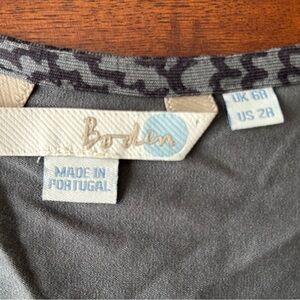 Boden
UK 6R
US 2R
MADE IN
PORTUGAL